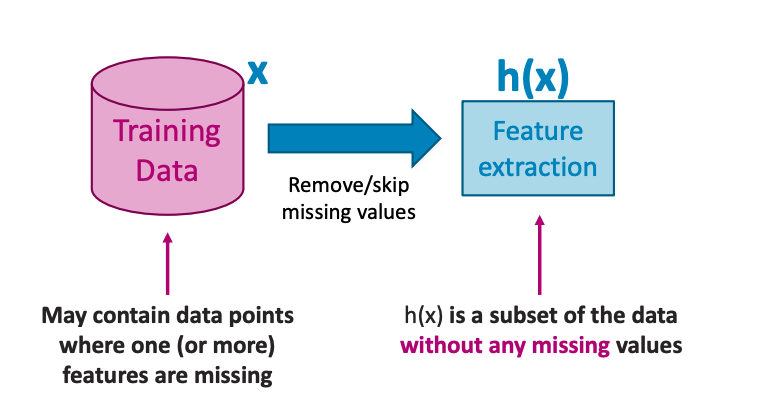 x
h(x)
Training
Data
Feature
extraction
Remove/skip
missing values
May contain data points
where one (or more)
features are missing
h(x) is a subset of the data
without any missing values